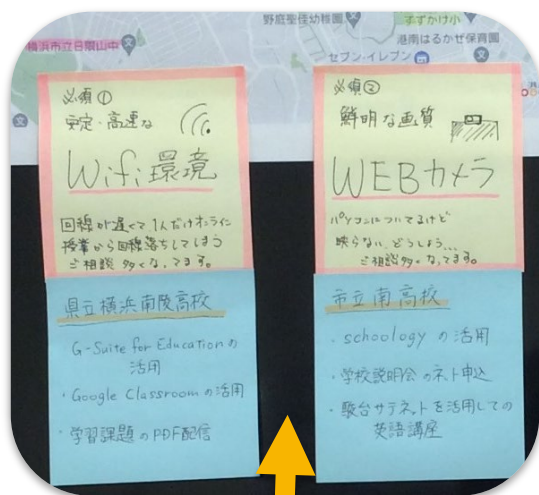 野庭聖佳幼稚園
すずかけ小
港南はるかぜ保育園
横浜市立日限山中
セブン-イレブン
必須①
安定・高速な
Wifi環境
回線が遅くて1人だけオンライン
授業から回線落ちしてしまう
ご相談多くなってます。
県立横浜南陵高校
G-Suite for Educationの
活用
・Google Classroomの活用
・学習課題のPDF配信
必須②
鮮明な画質
WEBカメラ
パソコンについてるけど
映らない、どうしよう...
ご相談多くなってます。
市立南高校
・schoologyの活用
・学校説明会のネット申込
・駿台サテネットを活用しての
英語講座